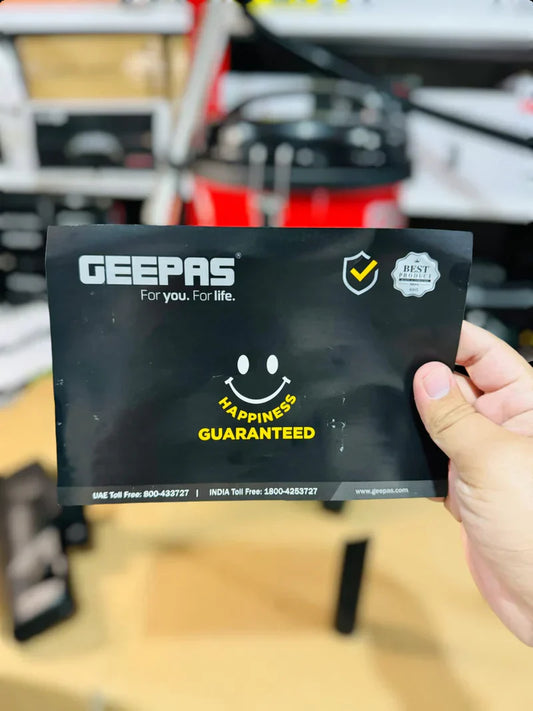 GEEPAS®
For you. For life.
BEST
PRODUCT
HAPPINESS
GUARANTEED
UAE Toll Free: 800-433727 | INDIA Toll Free: 1800-4253727
www.geepas.com